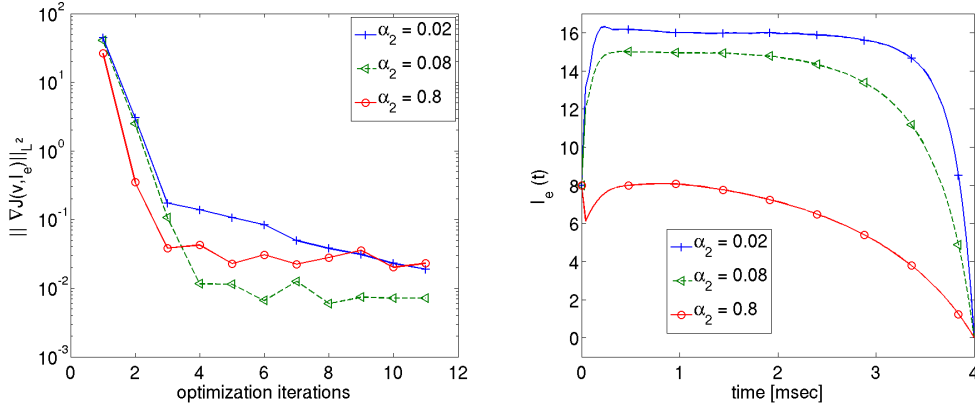 10^2
10^1
10^0
10^-1
10^-2
10^-3
|| ∇J(v,I_e)||_L²
0 2 4 6 8 10 12
optimization iterations
α_2 = 0.02
α_2 = 0.08
α_2 = 0.8
16
14
12
10
8
6
4
2
0
I_e(t)
0 1 2 3 4
time [msec]
α_2 = 0.02
α_2 = 0.08
α_2 = 0.8